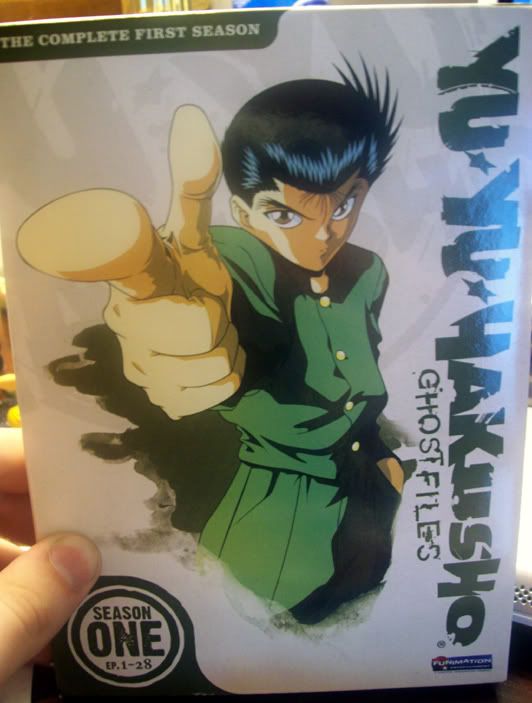 THE COMPLETE FIRST SEASON
YU★YU★HAKUSHO
GHOST FILES
SEASON
ONE
EP. 1-28
®
FUNIMATION